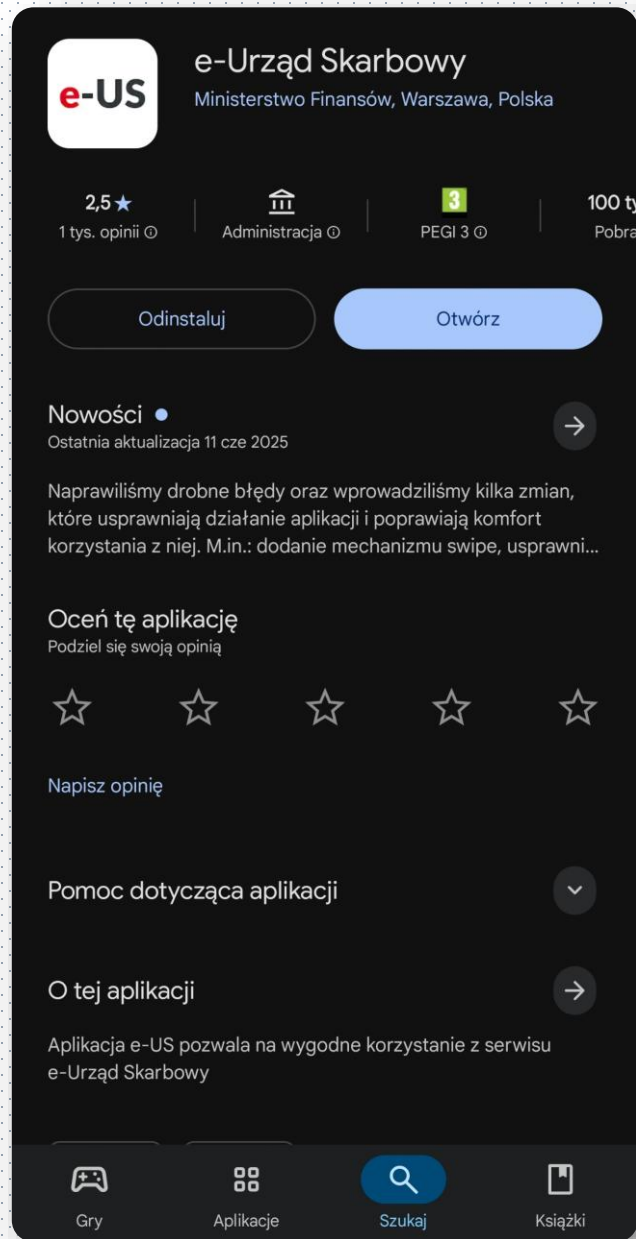 e-US
e-Urząd Skarbowy
Ministerstwo Finansów, Warszawa, Polska
2,5 ★
1 tys. opinii
Administracja
3
PEGI 3
100 ty
Pobra
Odinstaluj
Otwórz
Nowości
Ostatnia aktualizacja 11 cze 2025
Naprawiliśmy drobne błędy oraz wprowadziliśmy kilka zmian,
które usprawniają działanie aplikacji i poprawiają komfort
korzystania z niej. M.in.: dodanie mechanizmu swipe, usprawni...
Oceń tę aplikację
Podziel się swoją opinią
Napisz opinię
Pomoc dotycząca aplikacji
O tej aplikacji
Aplikacja e-US pozwala na wygodne korzystanie z serwisu
e-Urząd Skarbowy
Gry
Aplikacje
Szukaj
Książki